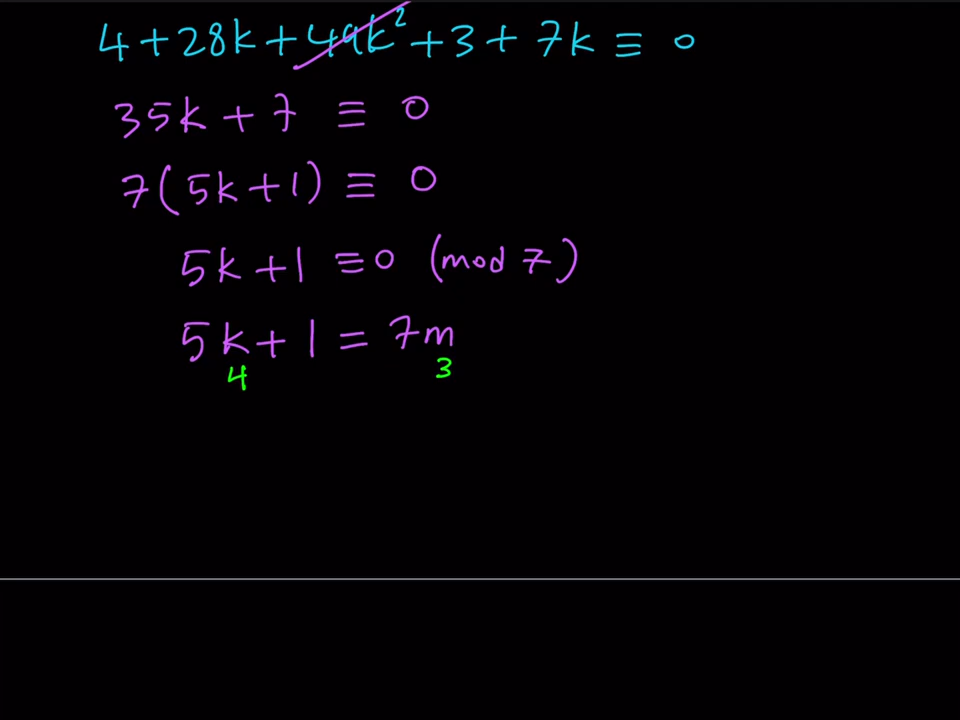 4 + 28k + 49k² + 3 + 7k ≡ 0
35k + 7 ≡ 0
7(5k + 1) ≡ 0
5k + 1 ≡ 0 (mod 7)
5k + 1 = 7m
4 3